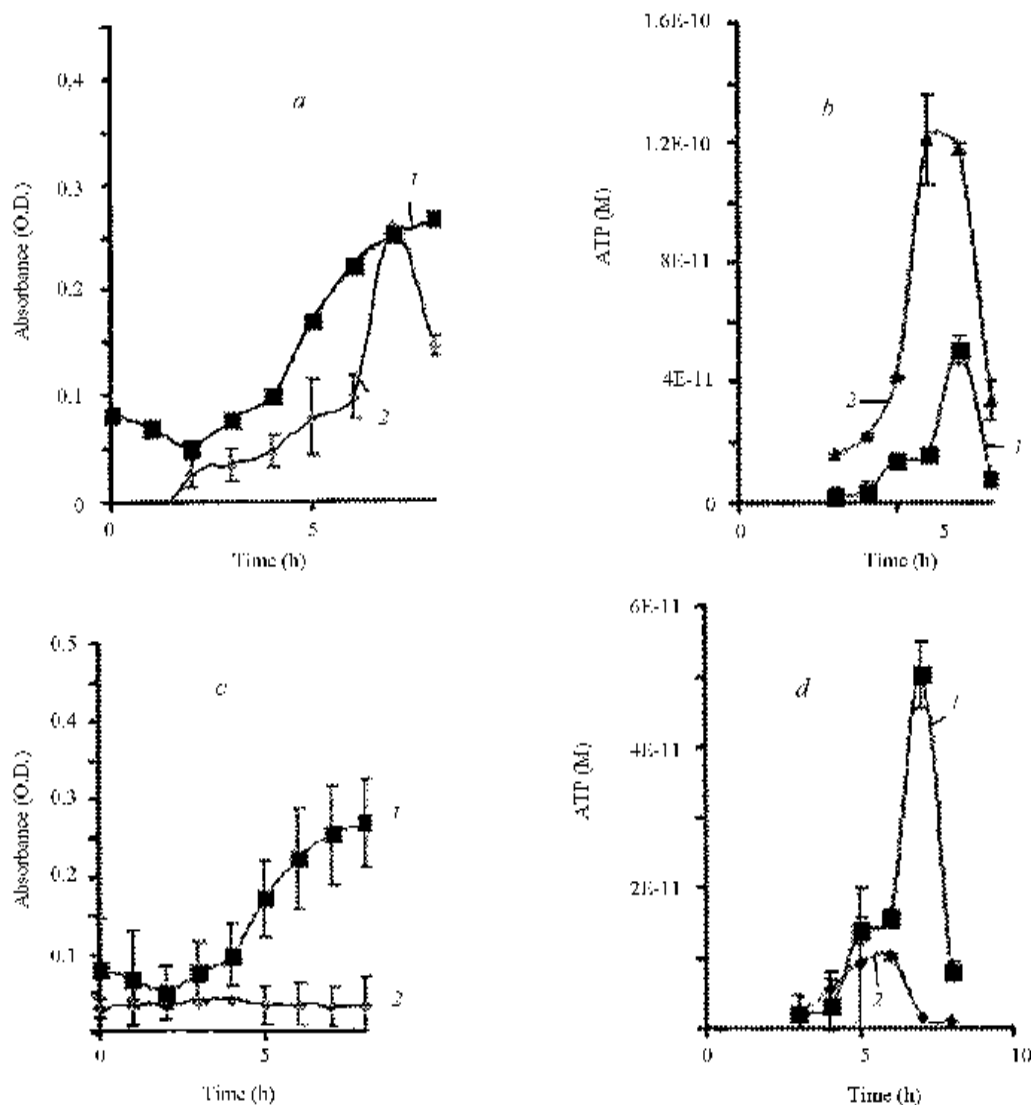 0,4
0.3
0.2
0.1
0
Absorbance (O.D.)
a
1
2
0
5
Time (h)
1.6E-10
1.2E-10
8E-11
4E-11
0
ATP (M)
b
2
1
0
5
Time (h)
0.5
0.4
0.3
0.2
0.1
Absorbance (O.D.)
c
1
2
0
5
Time (h)
6E-11
4E-11
2E-11
ATP (M)
d
1
2
0
5
10
Time (h)